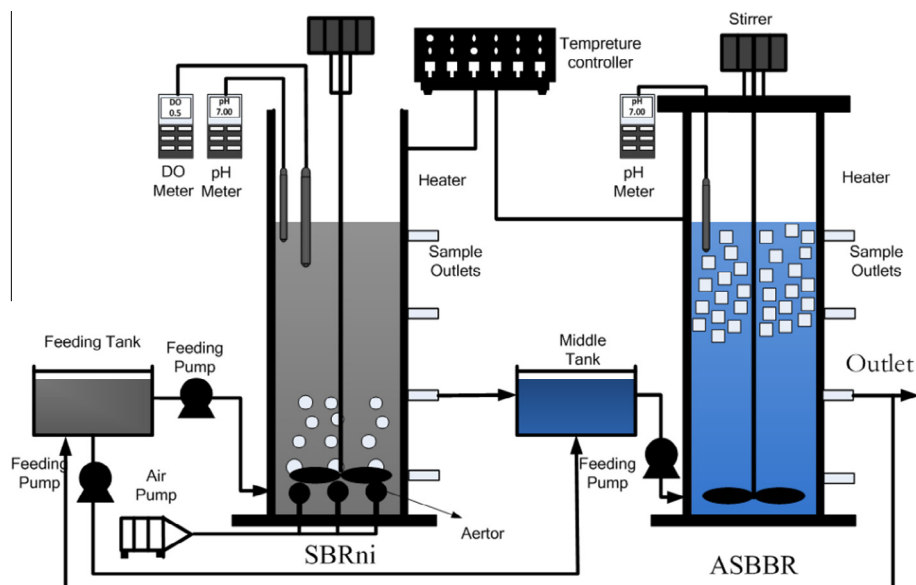 Stirrer
Tempreture
controller
DO
0.5
pH
7.00
DO
Meter
pH
Meter
Heater
Sample
Outlets
pH
7.00
pH
Meter
Heater
Sample
Outlets
Feeding Tank
Feeding
Pump
Middle
Tank
Outlet
Feeding
Pump
Air
Pump
Feeding
Pump
Aertor
SBRni
ASBBR